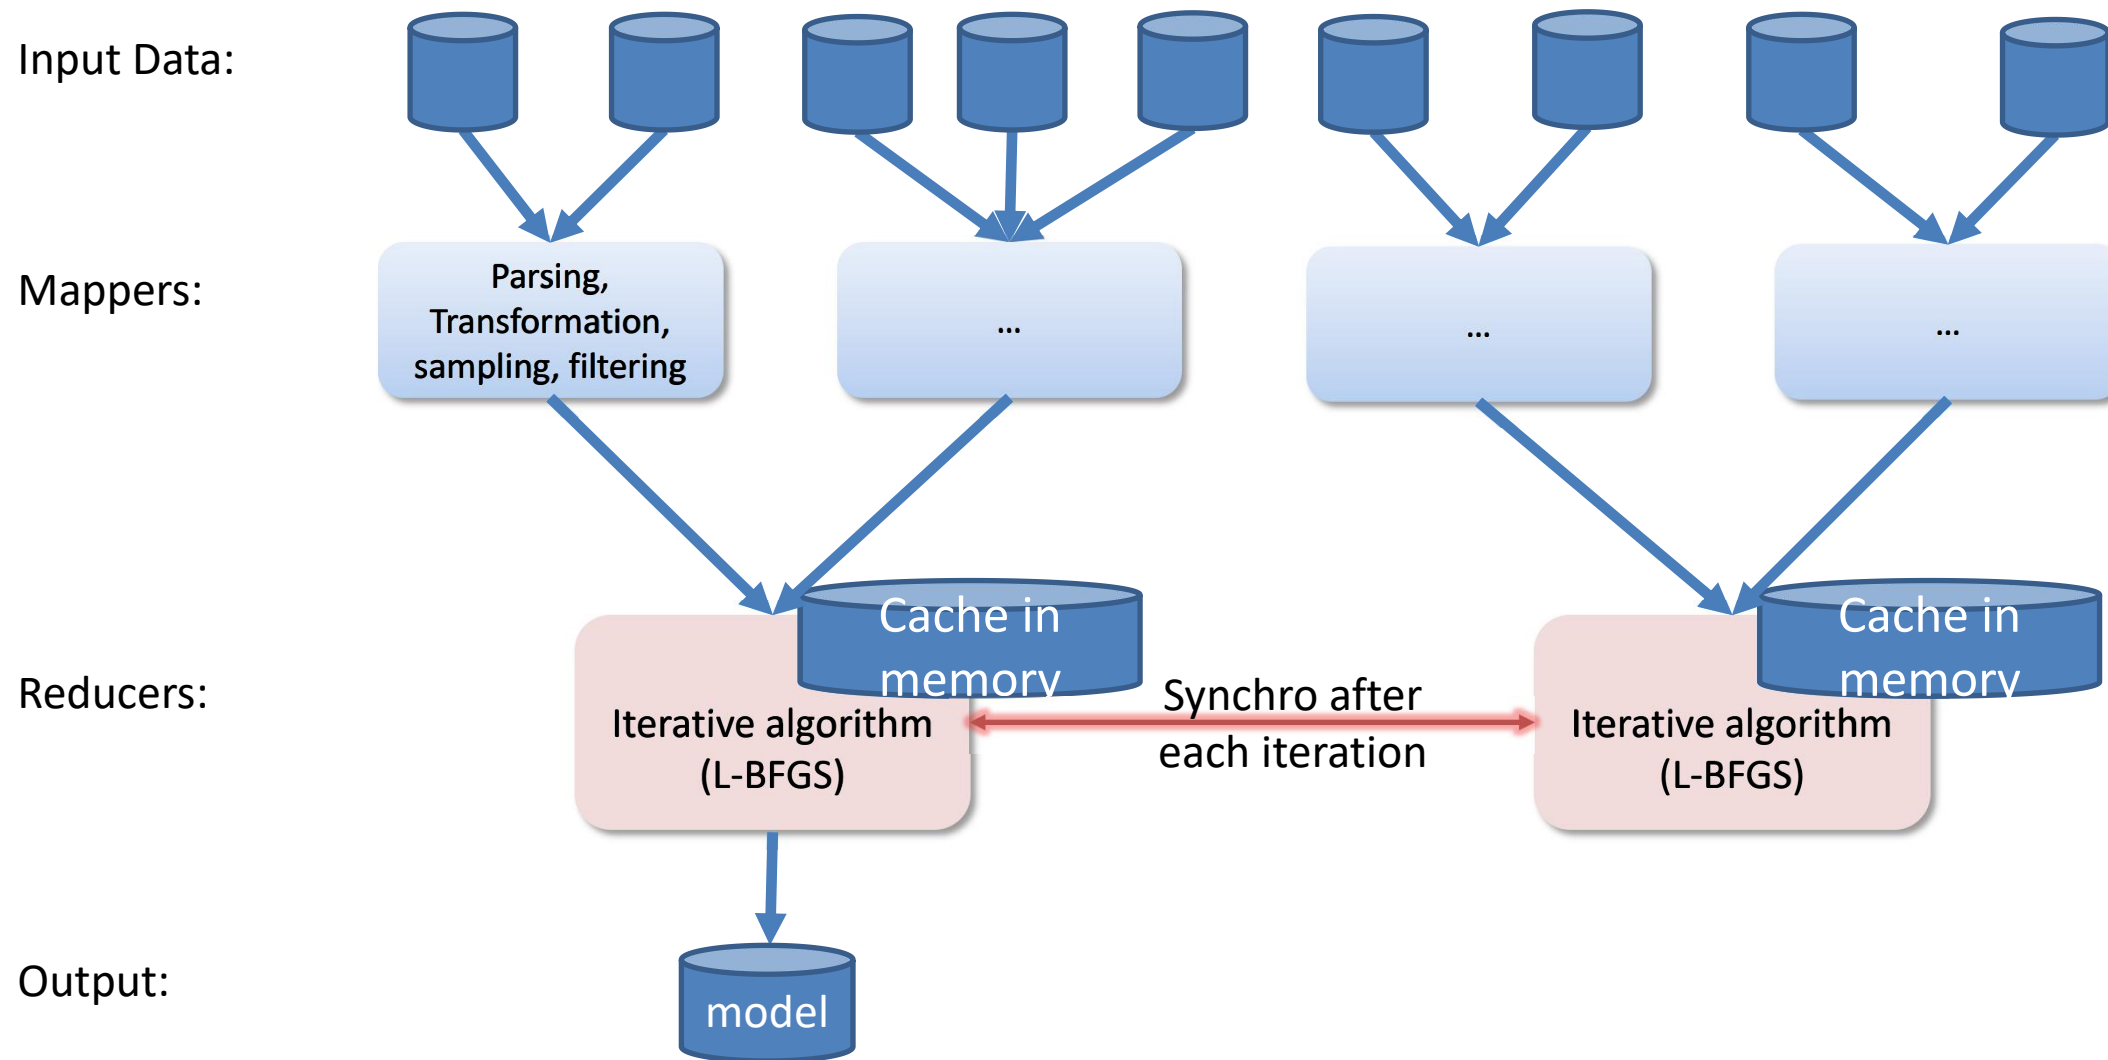 Input Data:
Mappers:
Parsing,
Transformation,
sampling, filtering
...
...
...
Reducers:
Cache in
memory
Iterative algorithm
(L-BFGS)
Synchro after
each iteration
Cache in
memory
Iterative algorithm
(L-BFGS)
Output:
model